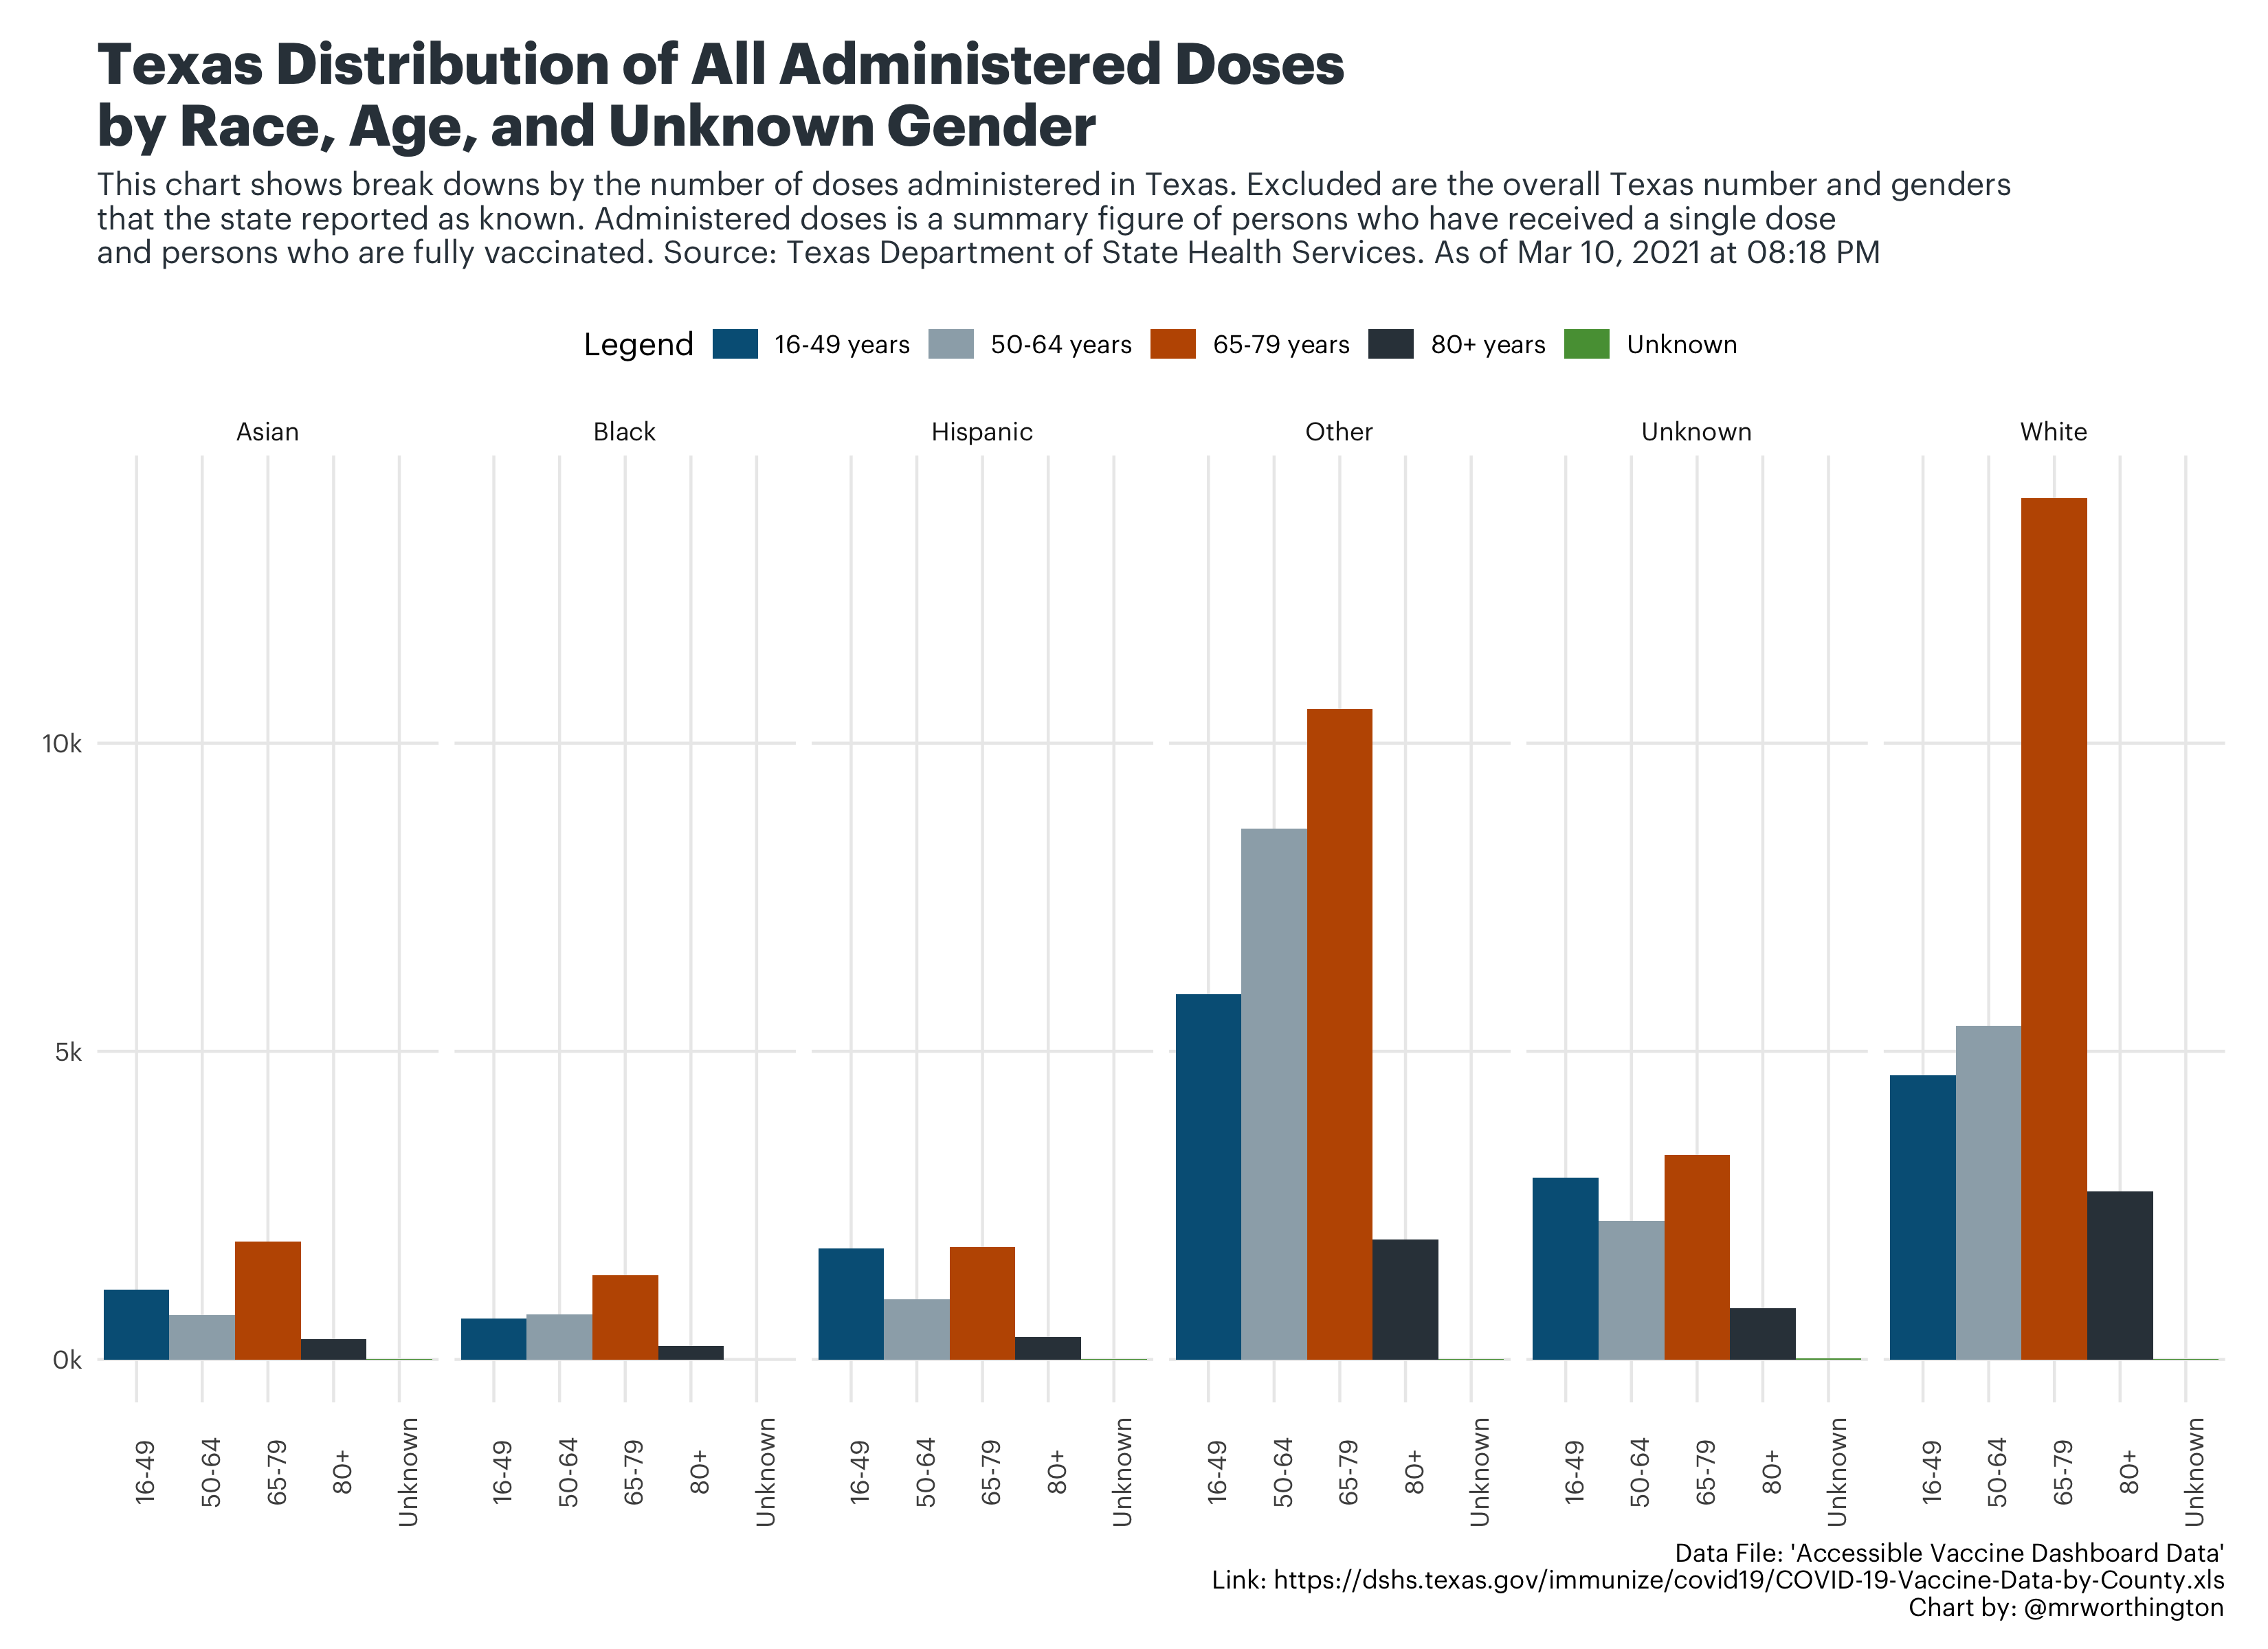 Texas Distribution of All Administered Doses
by Race, Age, and Unknown Gender
This chart shows break downs by the number of doses administered in Texas. Excluded are the overall Texas number and genders
that the state reported as known. Administered doses is a summary figure of persons who have received a single dose
and persons who are fully vaccinated. Source: Texas Department of State Health Services. As of Mar 10, 2021 at 08:18 PM
Legend 16-49 years 50-64 years 65-79 years 80+ years Unknown
Asian Black Hispanic Other Unknown White
10k
5k
0k
16-49 50-64 65-79 80+ Unknown 16-49 50-64 65-79 80+ Unknown 16-49 50-64 65-79 80+ Unknown 16-49 50-64 65-79 80+ Unknown 16-49 50-64 65-79 80+ Unknown 16-49 50-64 65-79 80+ Unknown
Data File: 'Accessible Vaccine Dashboard Data'
Link: https://dshs.texas.gov/immunize/covid19/COVID-19-Vaccine-Data-by-County.xls
Chart by: @mrworthington